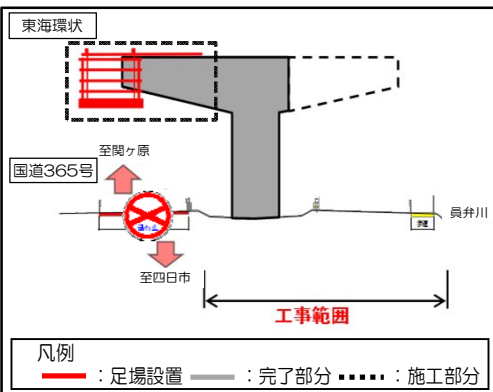 東海環状
至関ヶ原
国道365号
員弁川
至四日市
工事範囲
凡例
：足場設置
：完了部分
：施工部分